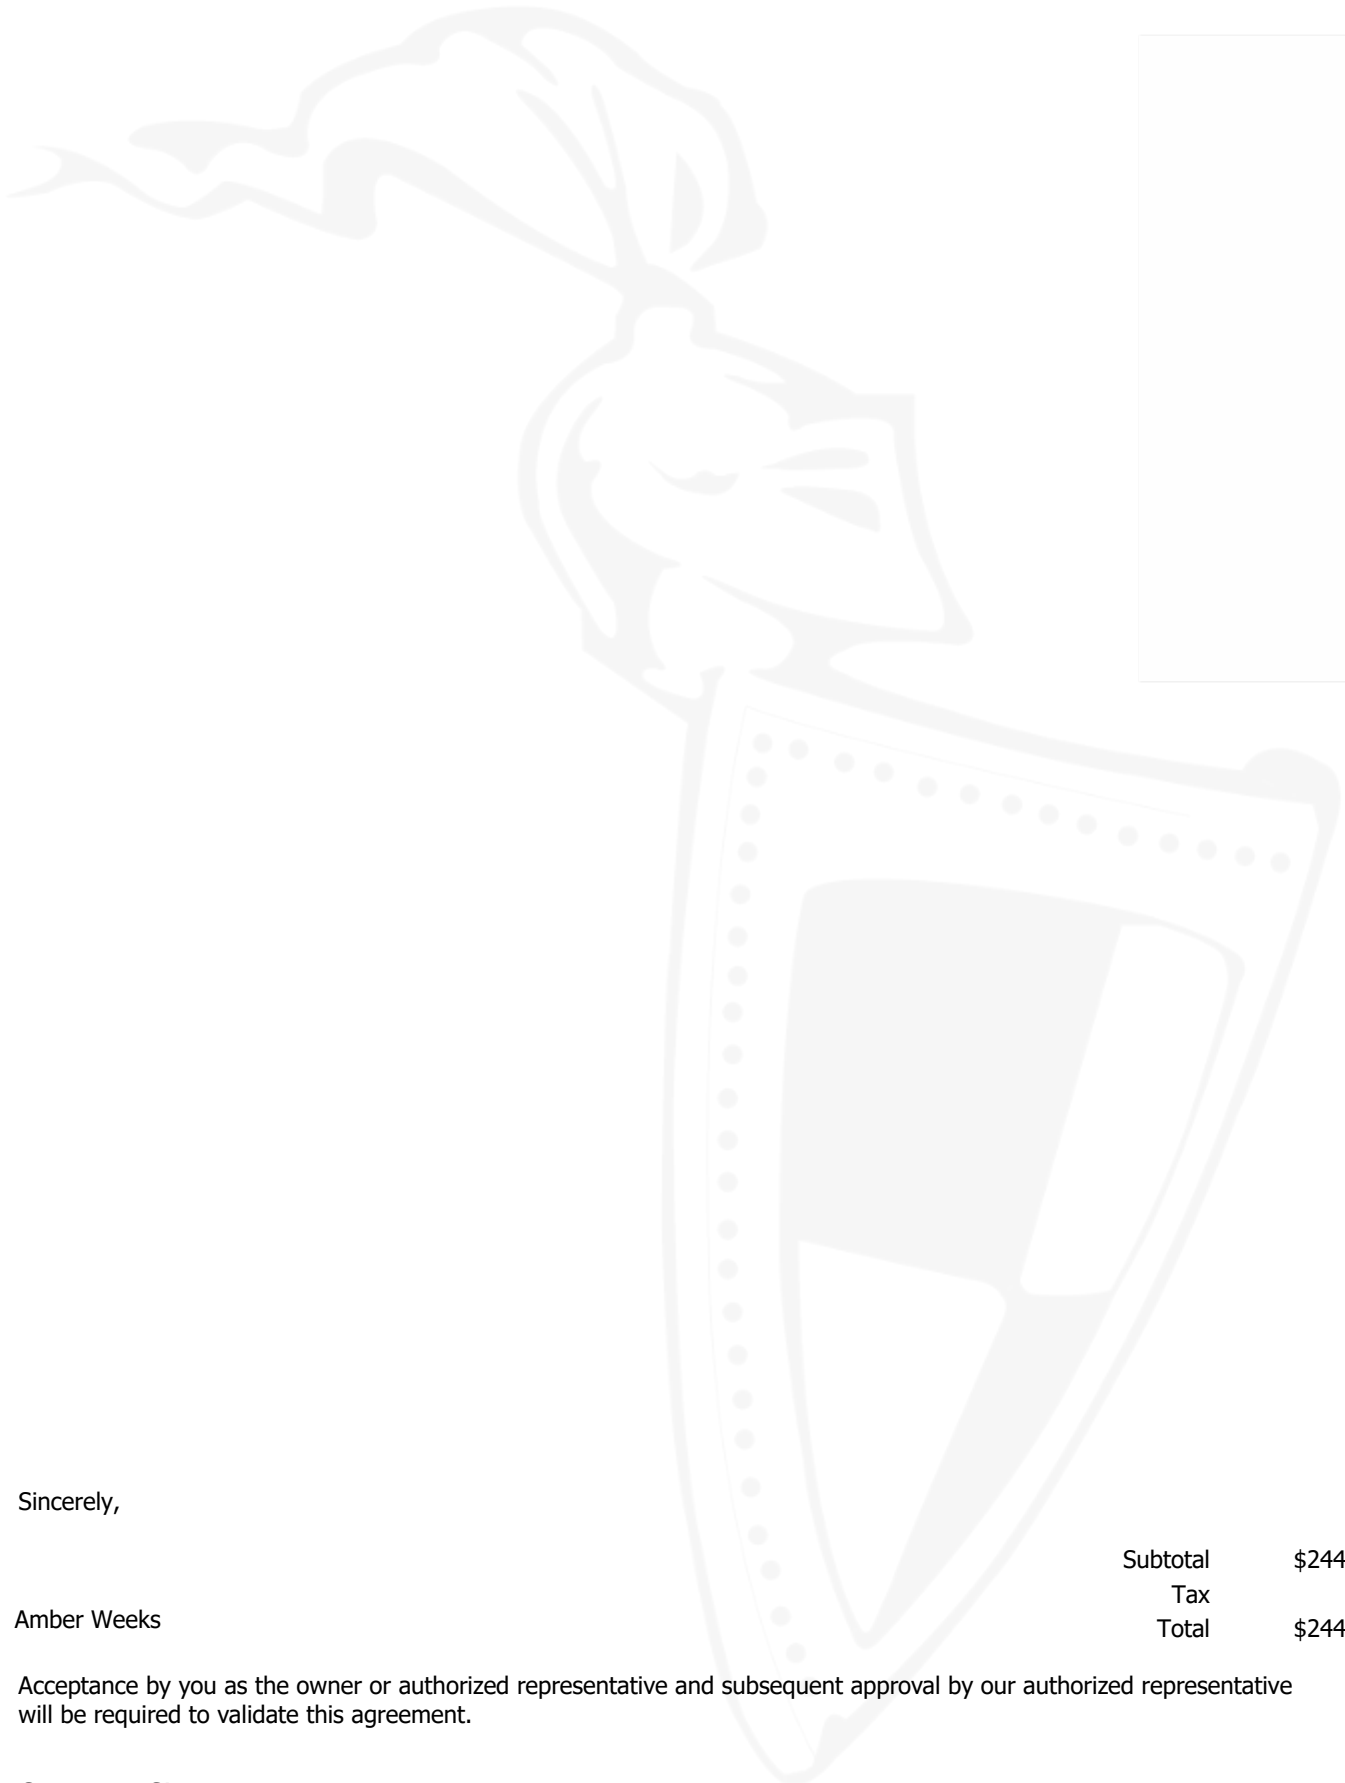 Sincerely,
Subtotal $244
Tax
Amber Weeks
Total $244
Acceptance by you as the owner or authorized representative and subsequent approval by our authorized representative
will be required to validate this agreement.